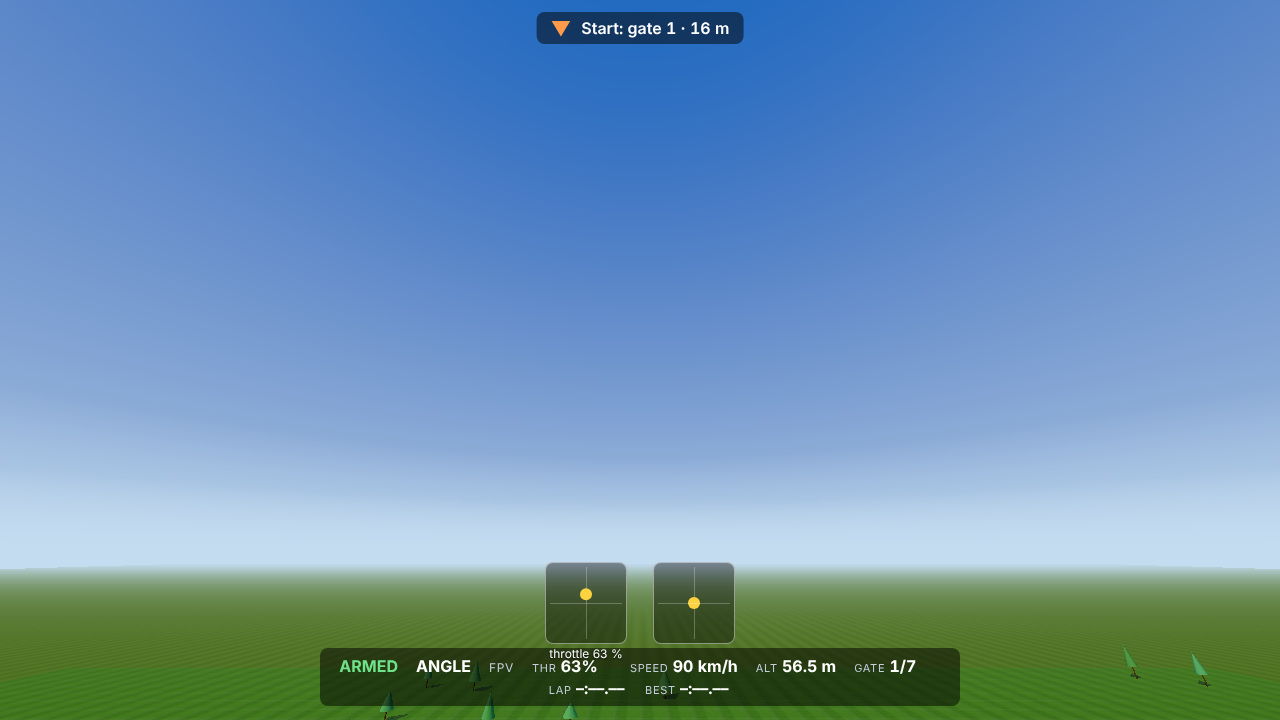 Start: gate 1 · 16 m
throttle 63 %
ARMED ANGLE FPV THR 63% SPEED 90 km/h ALT 56.5 m GATE 1/7
LAP –:––.–– BEST –:––.––